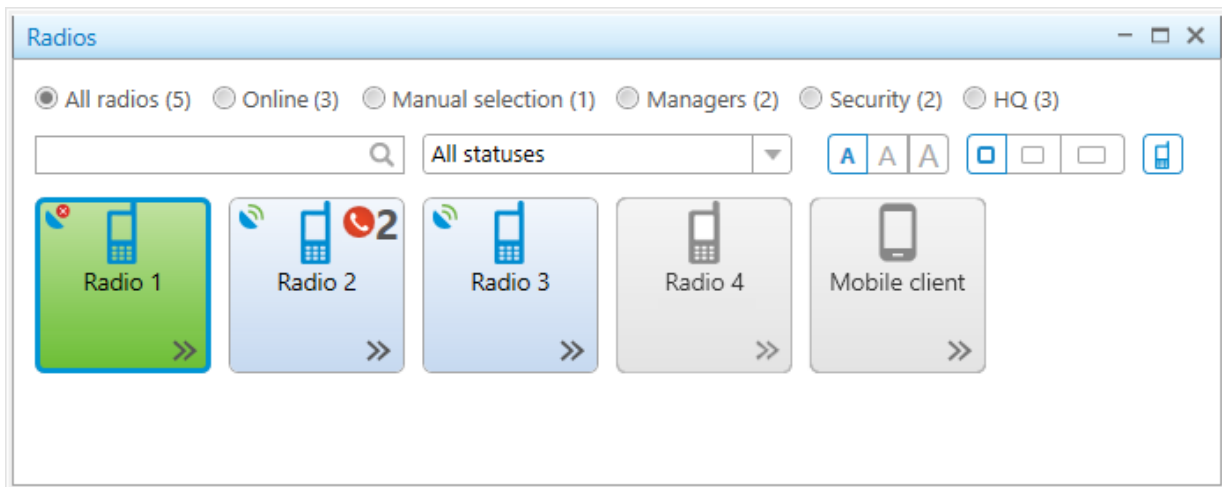 Radios
All radios (5) Online (3) Manual selection (1) Managers (2) Security (2) HQ (3)
All statuses A A A
2
Radio 1 Radio 2 Radio 3 Radio 4 Mobile client